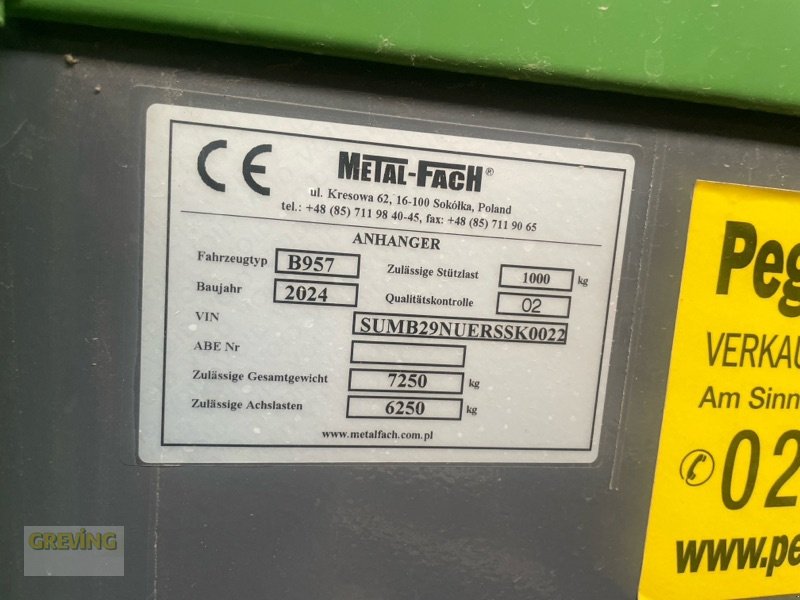 CE METAL-FACH®
ul. Kresowa 62, 16-100 Sokółka, Poland
tel.: +48 (85) 711 98 40-45, fax: +48 (85) 711 90 65
ANHANGER
Fahrzeugtyp B957 Zulässige Stützlast 1000 kg
Baujahr 2024 Qualitätskontrolle 02
VIN SUMB29NUERSSK0022
ABE Nr
Zulässige Gesamtgewicht 7250 kg
Zulässige Achslasten 6250 kg
www.metalfach.com.pl
Peg
VERKAU
Am Sinn
02
www.pe
GREVING